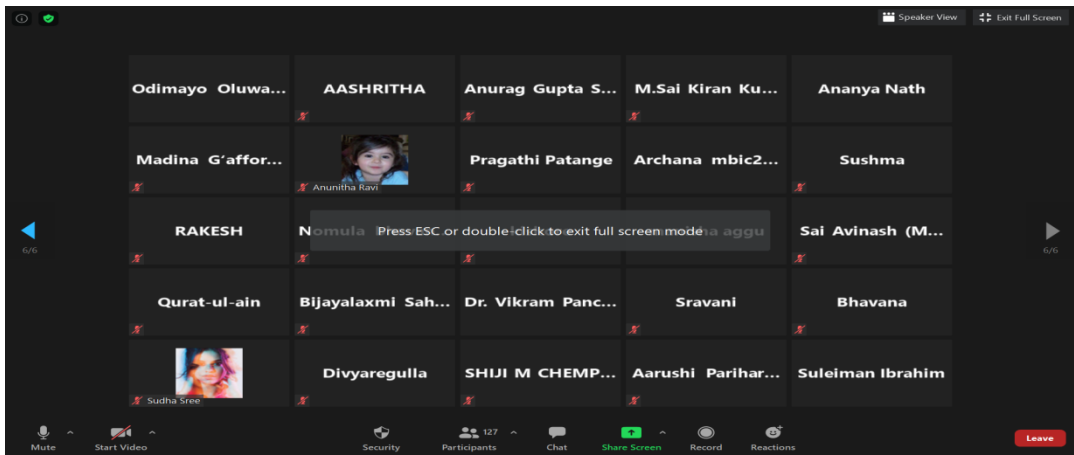 Speaker View Exit Full Screen
Odimayo Oluwa... AASHRITHA Anurag Gupta S... M.Sai Kiran Ku... Ananya Nath
Madina G'affor... Pragathi Patange Archana mbic2... Sushma
Anunitha Ravi
RAKESH Nomula aggu Sai Avinash (M...
Press ESC or double-click to exit full screen mode
6/6 6/6
Qurat-ul-ain Bijayalaxmi Sah... Dr. Vikram Panc... Sravani Bhavana
Divyaregulla SHIJI M CHEMP... Aarushi Parihar... Suleiman Ibrahim
Sudha Sree
127
Mute Start Video Security Participants Chat Share Screen Record Reactions Leave